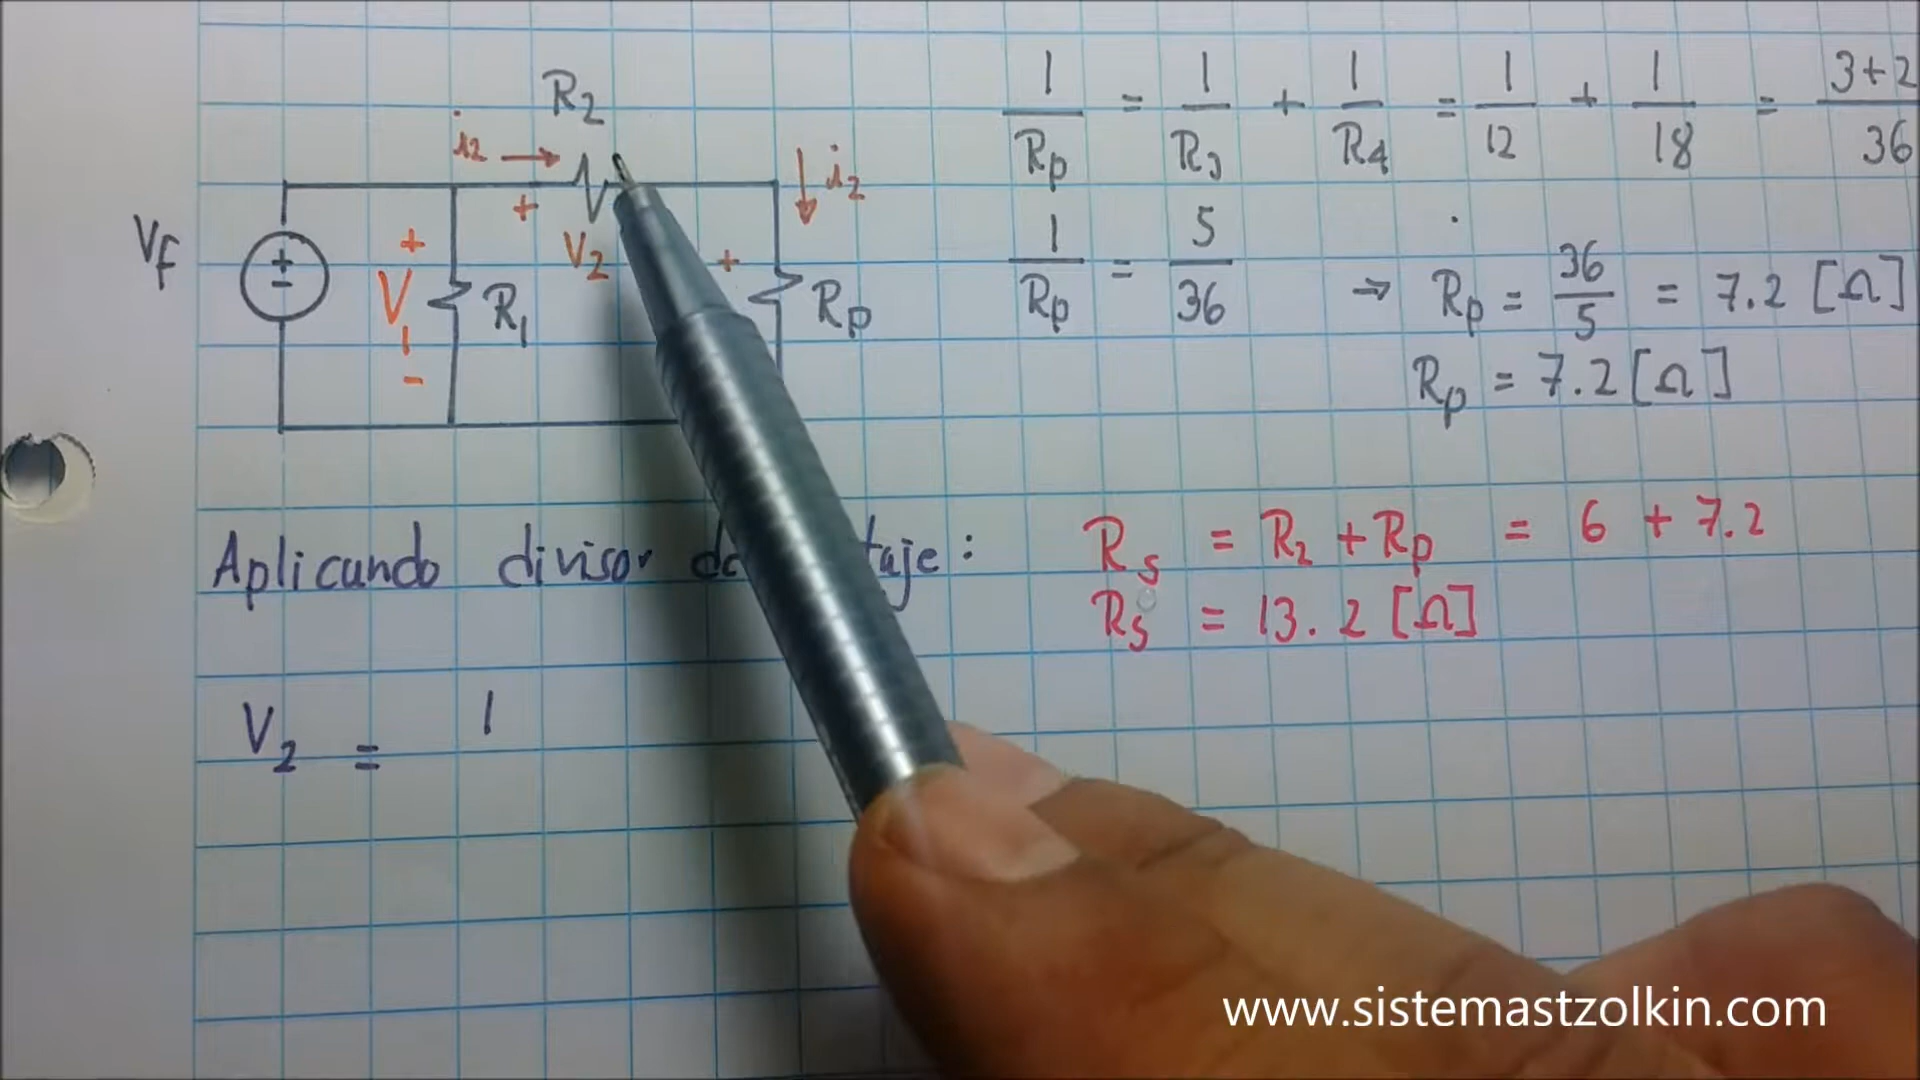 R2
i2 → → i2
Vf + - + V1 - R1 + V2 + Rp
1/Rp = 1/R3 + 1/R4 = 1/12 + 1/18 = 3+2/36
1/Rp = 5/36 → Rp = 36/5 = 7.2 [Ω]
Rp = 7.2 [Ω]
Aplicando divisor :
Rs = R2 + Rp = 6 + 7.2
Rs = 13.2 [Ω]
V2 =
www.sistemastzolkin.com